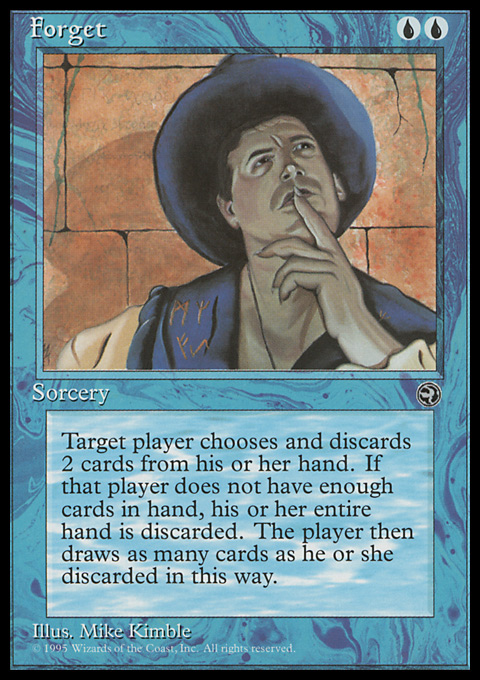 Forget
Sorcery
Target player chooses and discards
2 cards from his or her hand. If
that player does not have enough
cards in hand, his or her entire
hand is discarded. The player then
draws as many cards as he or she
discarded in this way.
Illus. Mike Kimble
© 1995 Wizards of the Coast, Inc. All rights reserved.